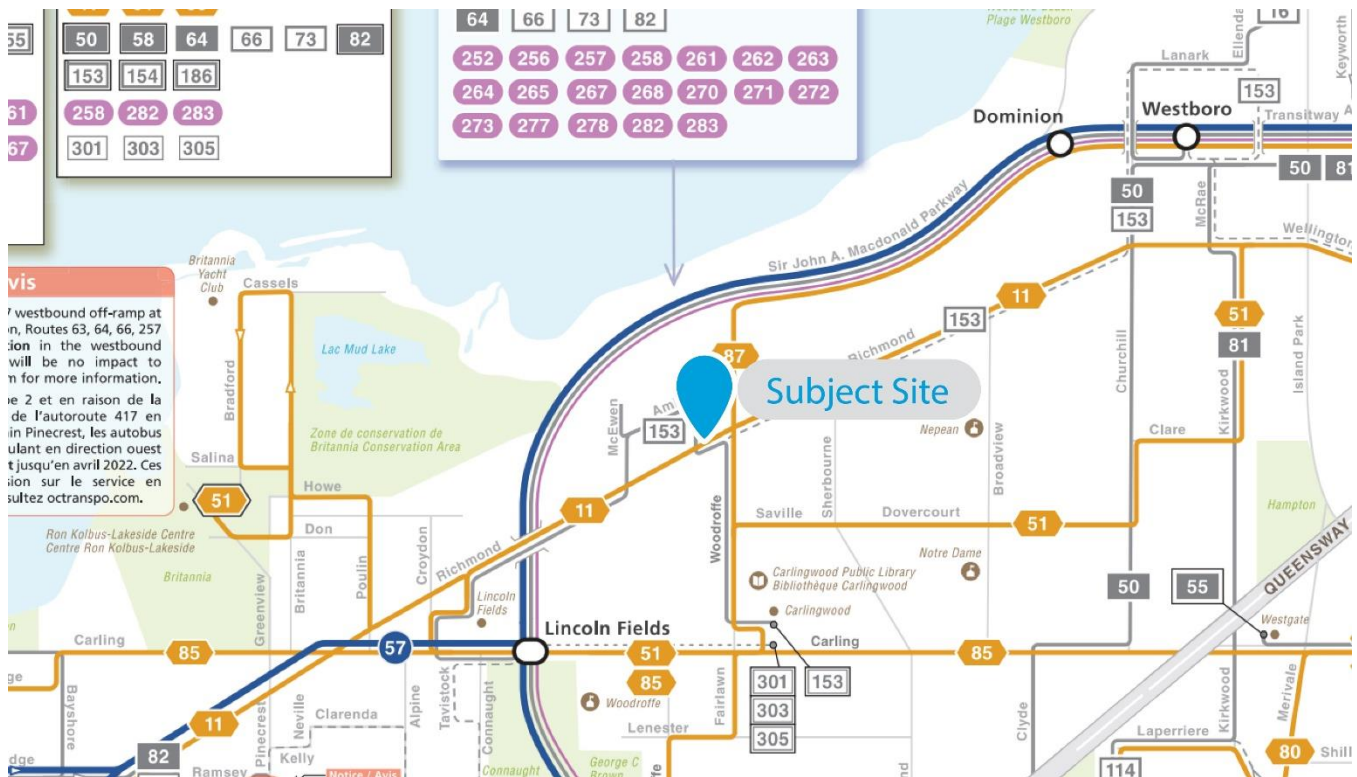 55
61
67
50 58 64 66 73 82
153 154 186
258 282 283
301 303 305
64 66 73 82
252 256 257 258 261 262 263
264 265 267 268 270 271 272
273 277 278 282 283
Plage Westboro
16
Lanark
Keyworth
153
Dominion
Westboro
Transitway
50 81
50
153
McRae
Wellington
Sir John A. Macdonald Parkway
Britannia
Yacht
Club
Cassels
vis
7 westbound off-ramp at
n, Routes 63, 64, 66, 257
tion in the westbound
will be no impact to
m for more information.
pe 2 et en raison de la
de l'autoroute 417 en
in Pinecrest, les autobus
ulant en direction ouest
t jusqu'en avril 2022. Ces
sion sur le service en
sultez octranspo.com.
Lac Mud Lake
Bradford
Zone de conservation de
Britannia Conservation Area
11
153
51
81
Churchill
Island Park
87
Richmond
Subject Site
Kirkwood
McEwen
153
Nepean
Broadview
Clare
Salina
Howe
51
11
Woodroffe
Saville
Sherbourne
Dovercourt
51
Hampton
QUEENSWAY
Ron Kolbus-Lakeside Centre
Centre Ron Kolbus-Lakeside
Don
Britannia
Greenview
Britannia
Poulin
Croydon
Richmond
Notre Dame
Carlingwood Public Library
Bibliothèque Carlingwood
Carlingwood
50
55
Westgate
Lincoln
Fields
Lincoln Fields
Carling
85
57
51
85
Carling
85
301
303
305
153
Bayshore
Pinecrest
Neville
Clarenda
Alpine
Tavistock
Connaught
Woodroffe
Lenester
Fairlawn
Clyde
Kirkwood
Merivale
11
82
Ramsey
Kelly
Notice / Avis
Connaught
George C
Brown
Laperriere
114
80
Shill